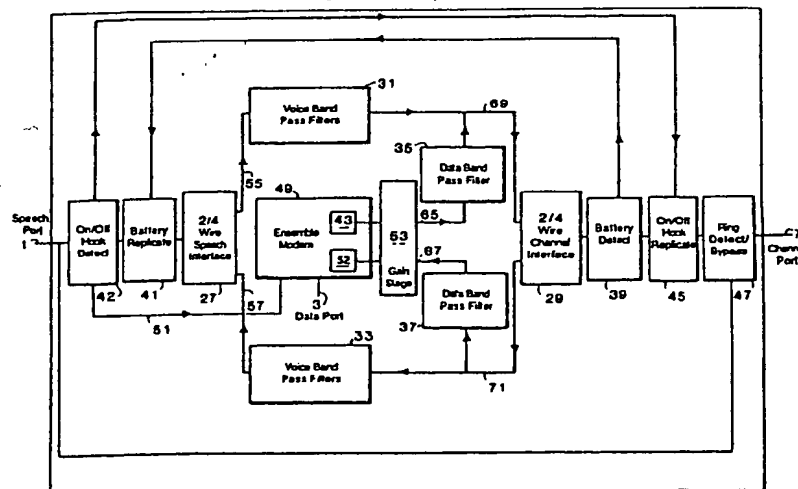 31
69
Voice Band
Pass Filters
35
Data Band
Pass Filter
55
49
Ensemble
Modem
43
52
53
Gain
Stage
65
67
Speech
Port
1
On/Off
Hook
Detect
42
Battery
Replicate
41
2/4
Wire
Speech
Interface
27
57
3
Data Port
51
37
Data Band
Pass Filter
33
Voice Band
Pass Filters
71
2/4
Wire
Channel
Interface
29
Battery
Detect
39
On/Off
Hook
Replicate
45
Ring
Detect/
Bypass
47
7
Channel
Port